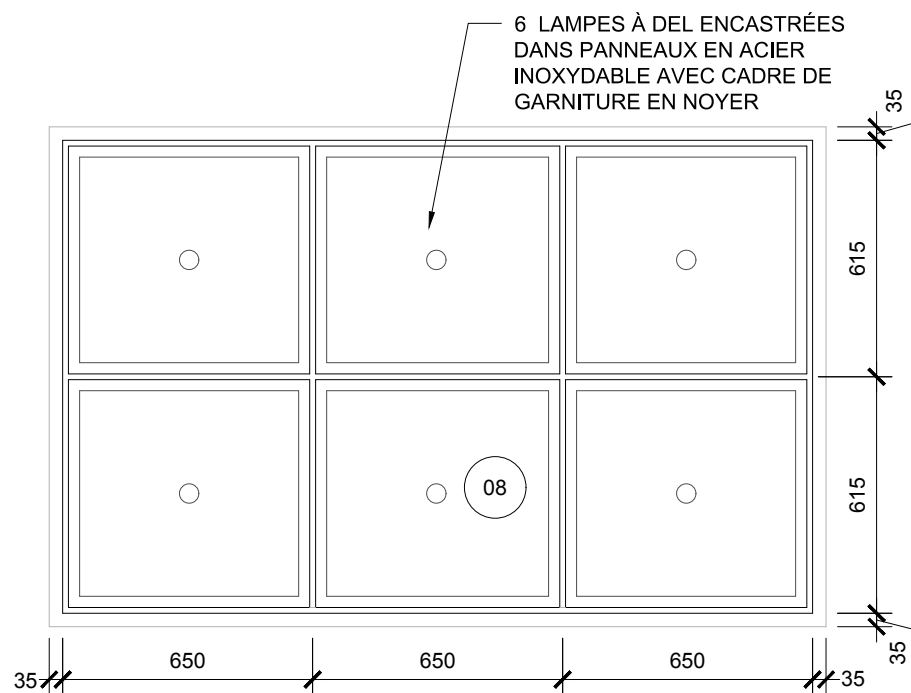 6 LAMPES À DEL ENCASTRÉES
DANS PANNEAUX EN ACIER
INOXYDABLE AVEC CADRE DE
GARNITURE EN NOYER
35
615
08
615
35
650
650
650
35
35